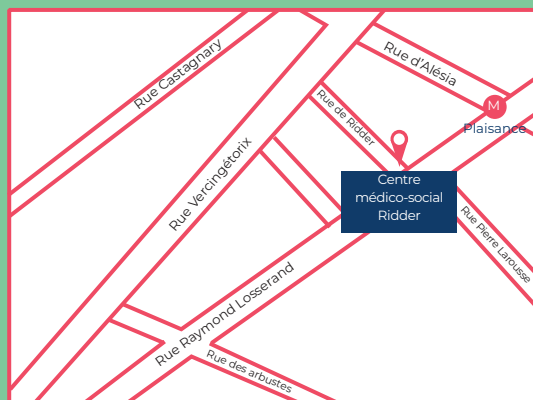 Rue Castagnary
Rue d'Alésia
M
Plaisance
Rue de Ridder
Rue Vercingétorix
Centre
médico-social
Ridder
Rue Pierre Larousse
Rue Raymond Losserand
Rue des arbustes